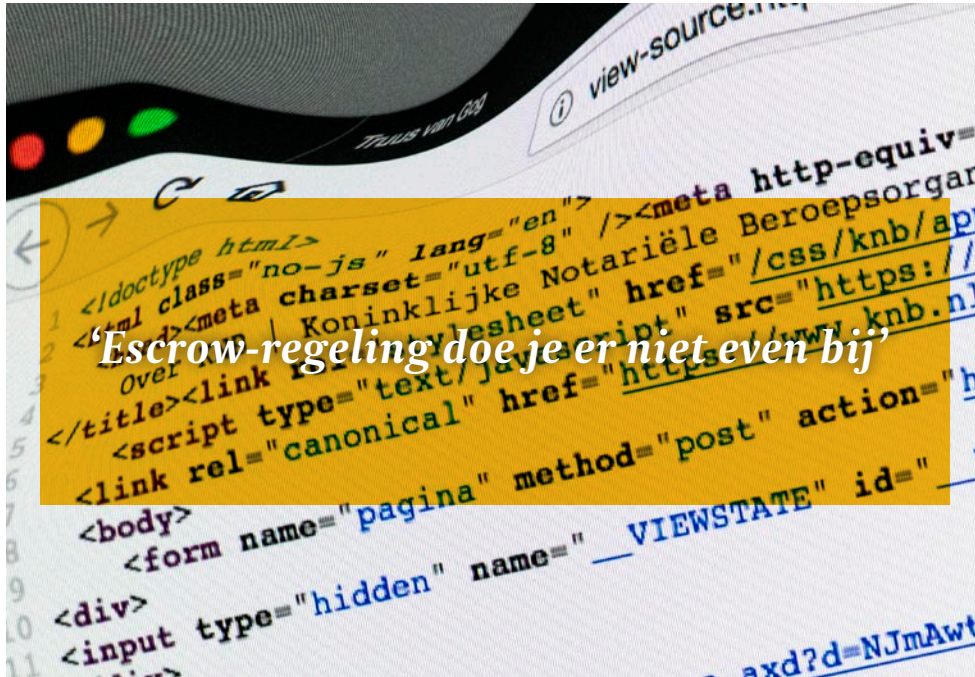 Truus van Gog
view-source:http
1 <!doctype html>
2 <html class="no-js" lang="en">
3 <head><meta charset="utf-8" /><meta http-equiv=
4 Over | Koninklijke Notariële Beroepsorgan
5 </title><link stylesheet" href="/css/knb/app
6 <script type="text/javascript" src="https://
7 <link rel="canonical" href="https://www.knb.nl
8 <body>
9 <form name="pagina" method="post" action="h
10 <div>
11 <input type="hidden" name="__VIEWSTATE" id="__
axd?d=NJmAwt
‘Escrow-regeling doe je er niet even bij’